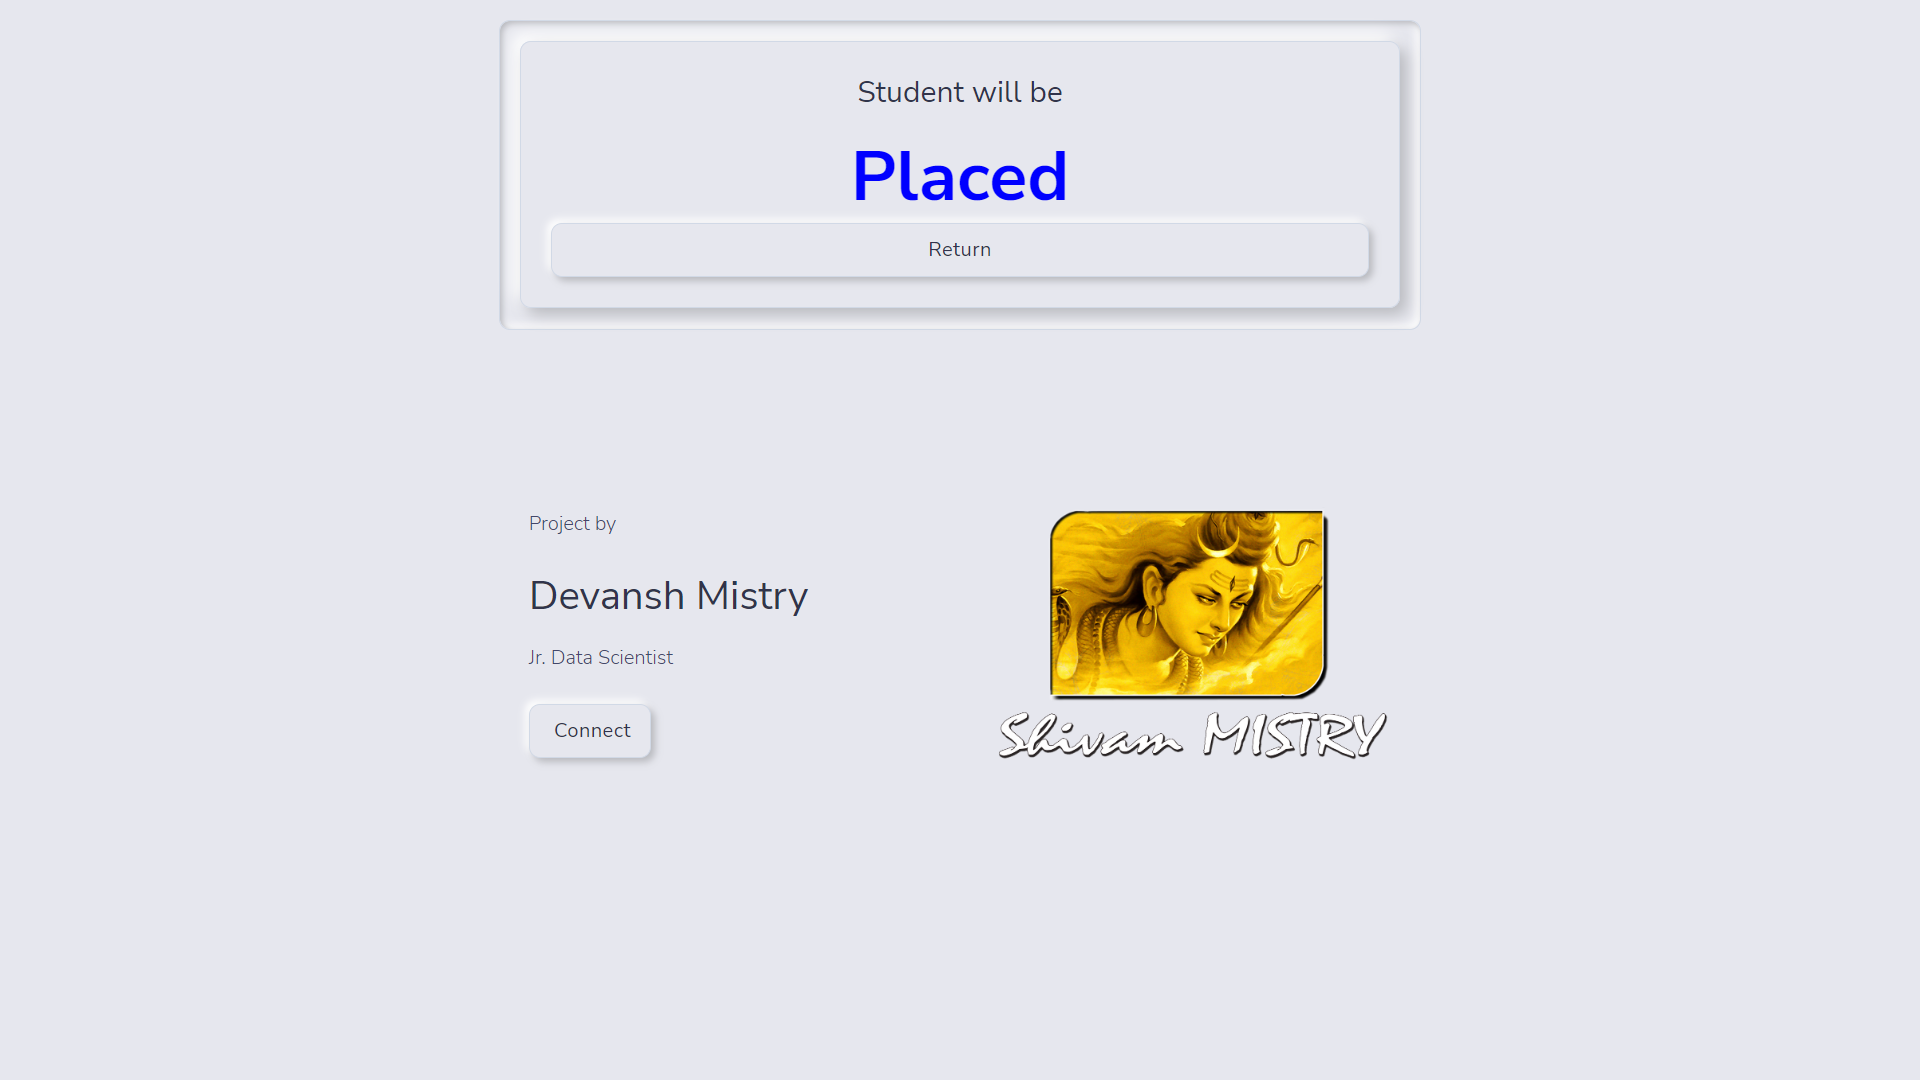 Student will be
Placed
Return
Project by
Devansh Mistry
Jr. Data Scientist
Connect
Shivam MISTRY